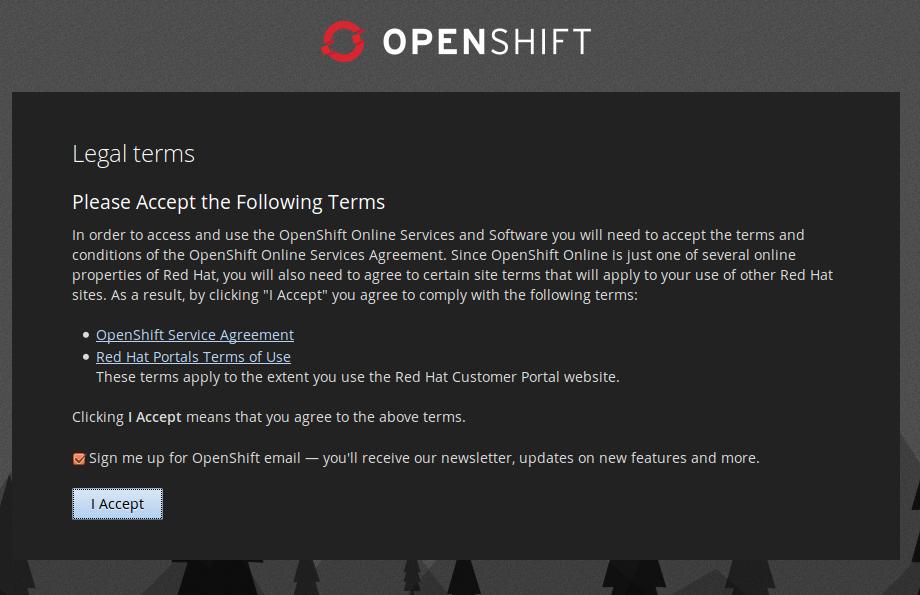 OPENSHIFT
Legal terms
Please Accept the Following Terms
In order to access and use the OpenShift Online Services and Software you will need to accept the terms and
conditions of the OpenShift Online Services Agreement. Since OpenShift Online is just one of several online
properties of Red Hat, you will also need to agree to certain site terms that will apply to your use of other Red Hat
sites. As a result, by clicking "I Accept" you agree to comply with the following terms:
OpenShift Service Agreement
Red Hat Portals Terms of Use
These terms apply to the extent you use the Red Hat Customer Portal website.
Clicking I Accept means that you agree to the above terms.
Sign me up for OpenShift email — you'll receive our newsletter, updates on new features and more.
I Accept